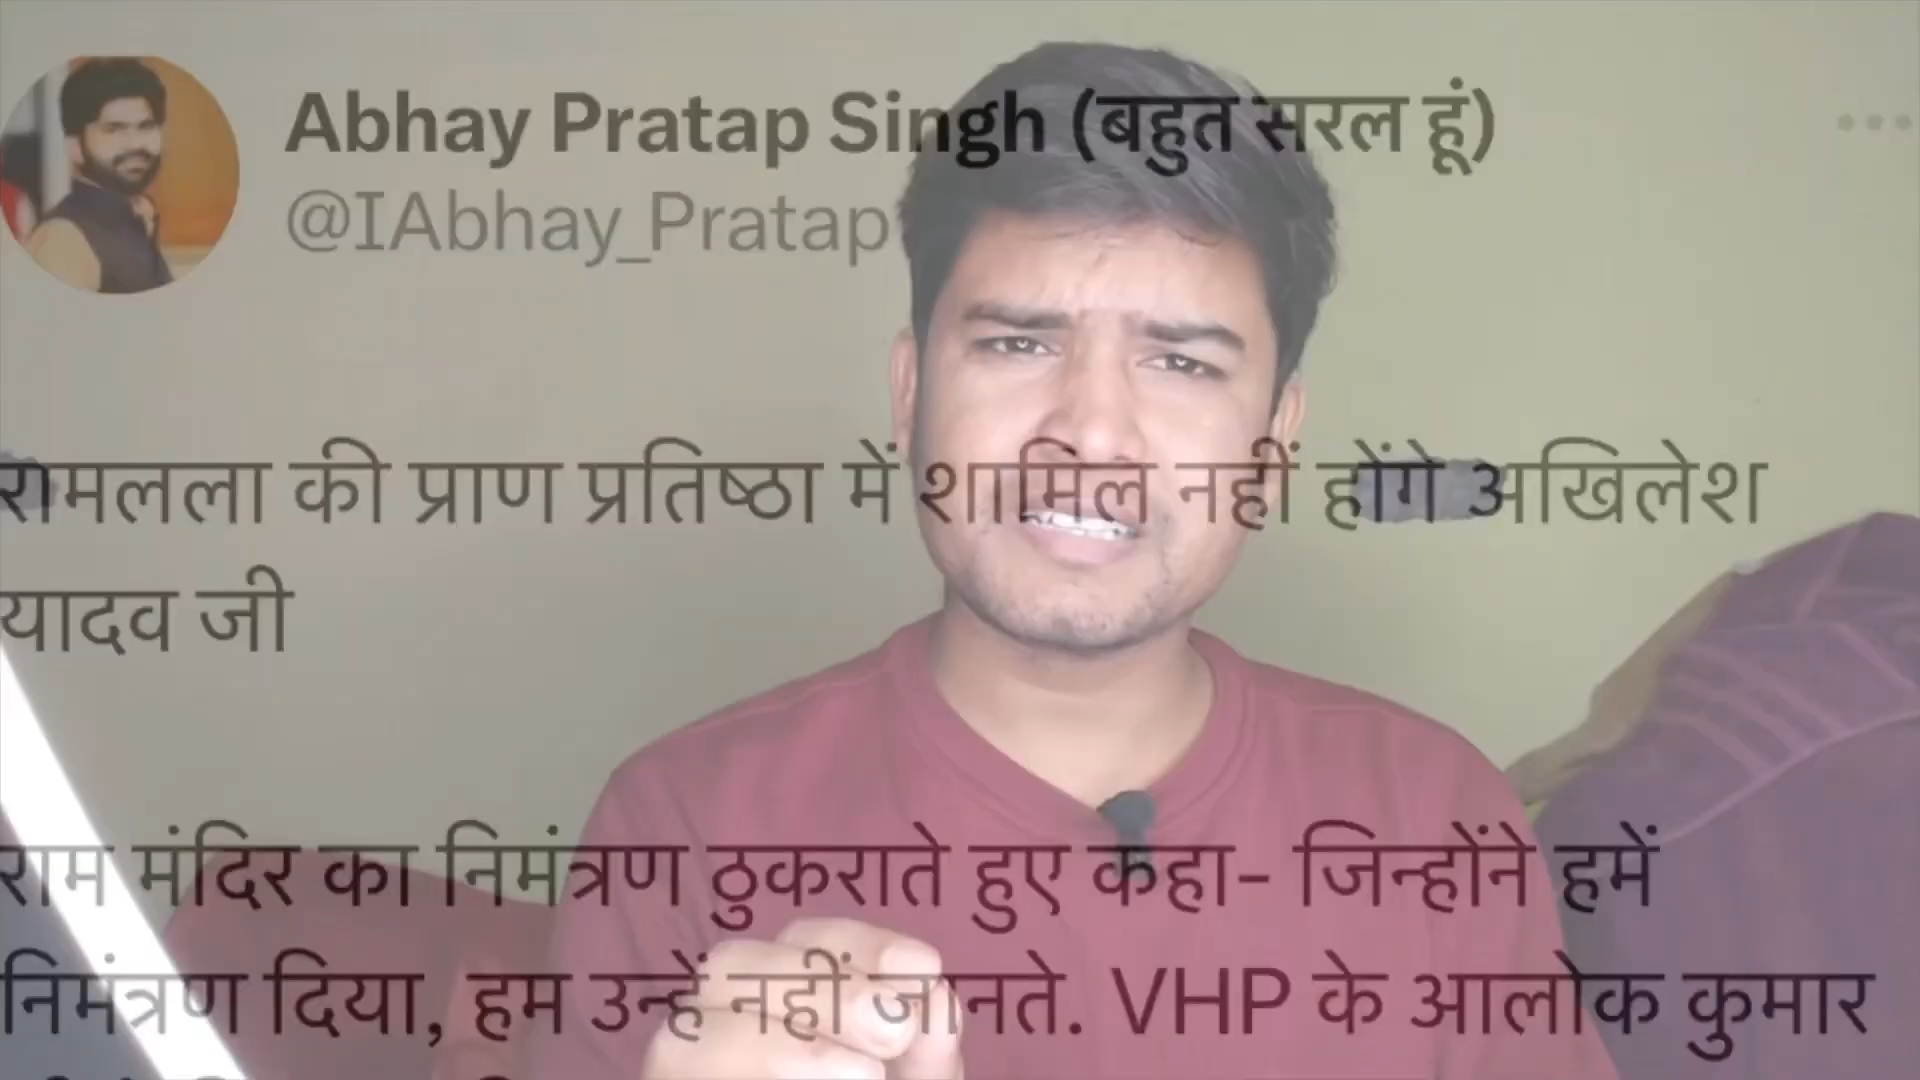 Abhay Pratap Singh (बहुत सरल हूं)
@IAbhay_Pratap
रामलला की प्राण प्रतिष्ठा में शामिल नहीं होंगे अखिलेश
यादव जी
राम मंदिर का निमंत्रण ठुकराते हुए कहा- जिन्होंने हमें
निमंत्रण दिया, हम उन्हें नहीं जानते. VHP के आलोक कुमार